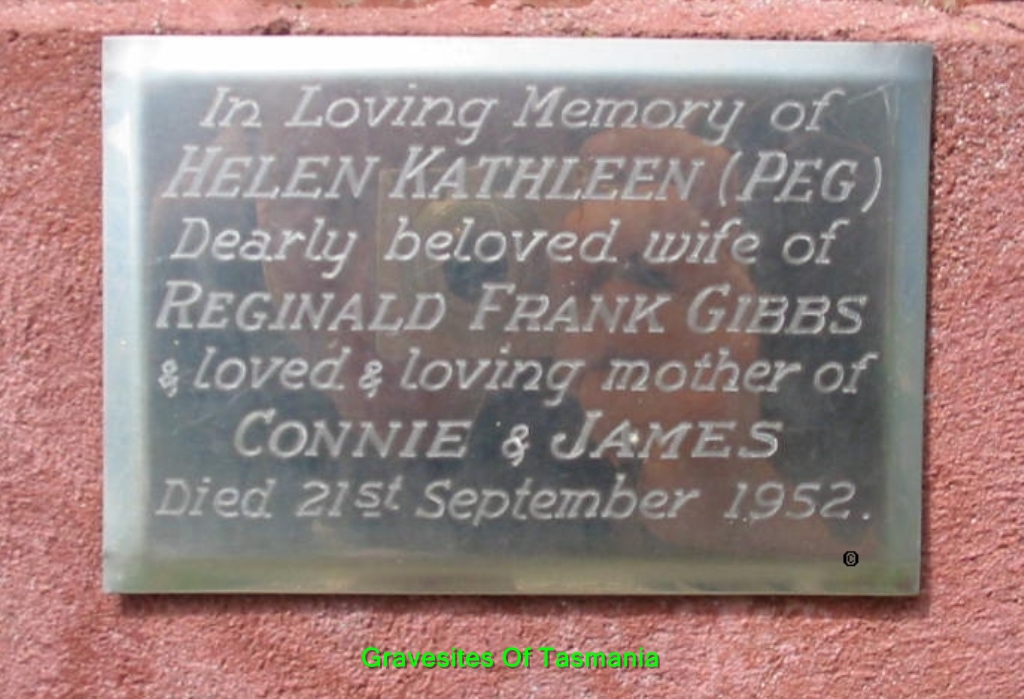 In Loving Memory of
HELEN KATHLEEN (PEG)
Dearly beloved wife of
REGINALD FRANK GIBBS
& loved & loving mother of
CONNIE & JAMES
Died 21st September 1952.
©
Gravesites Of Tasmania